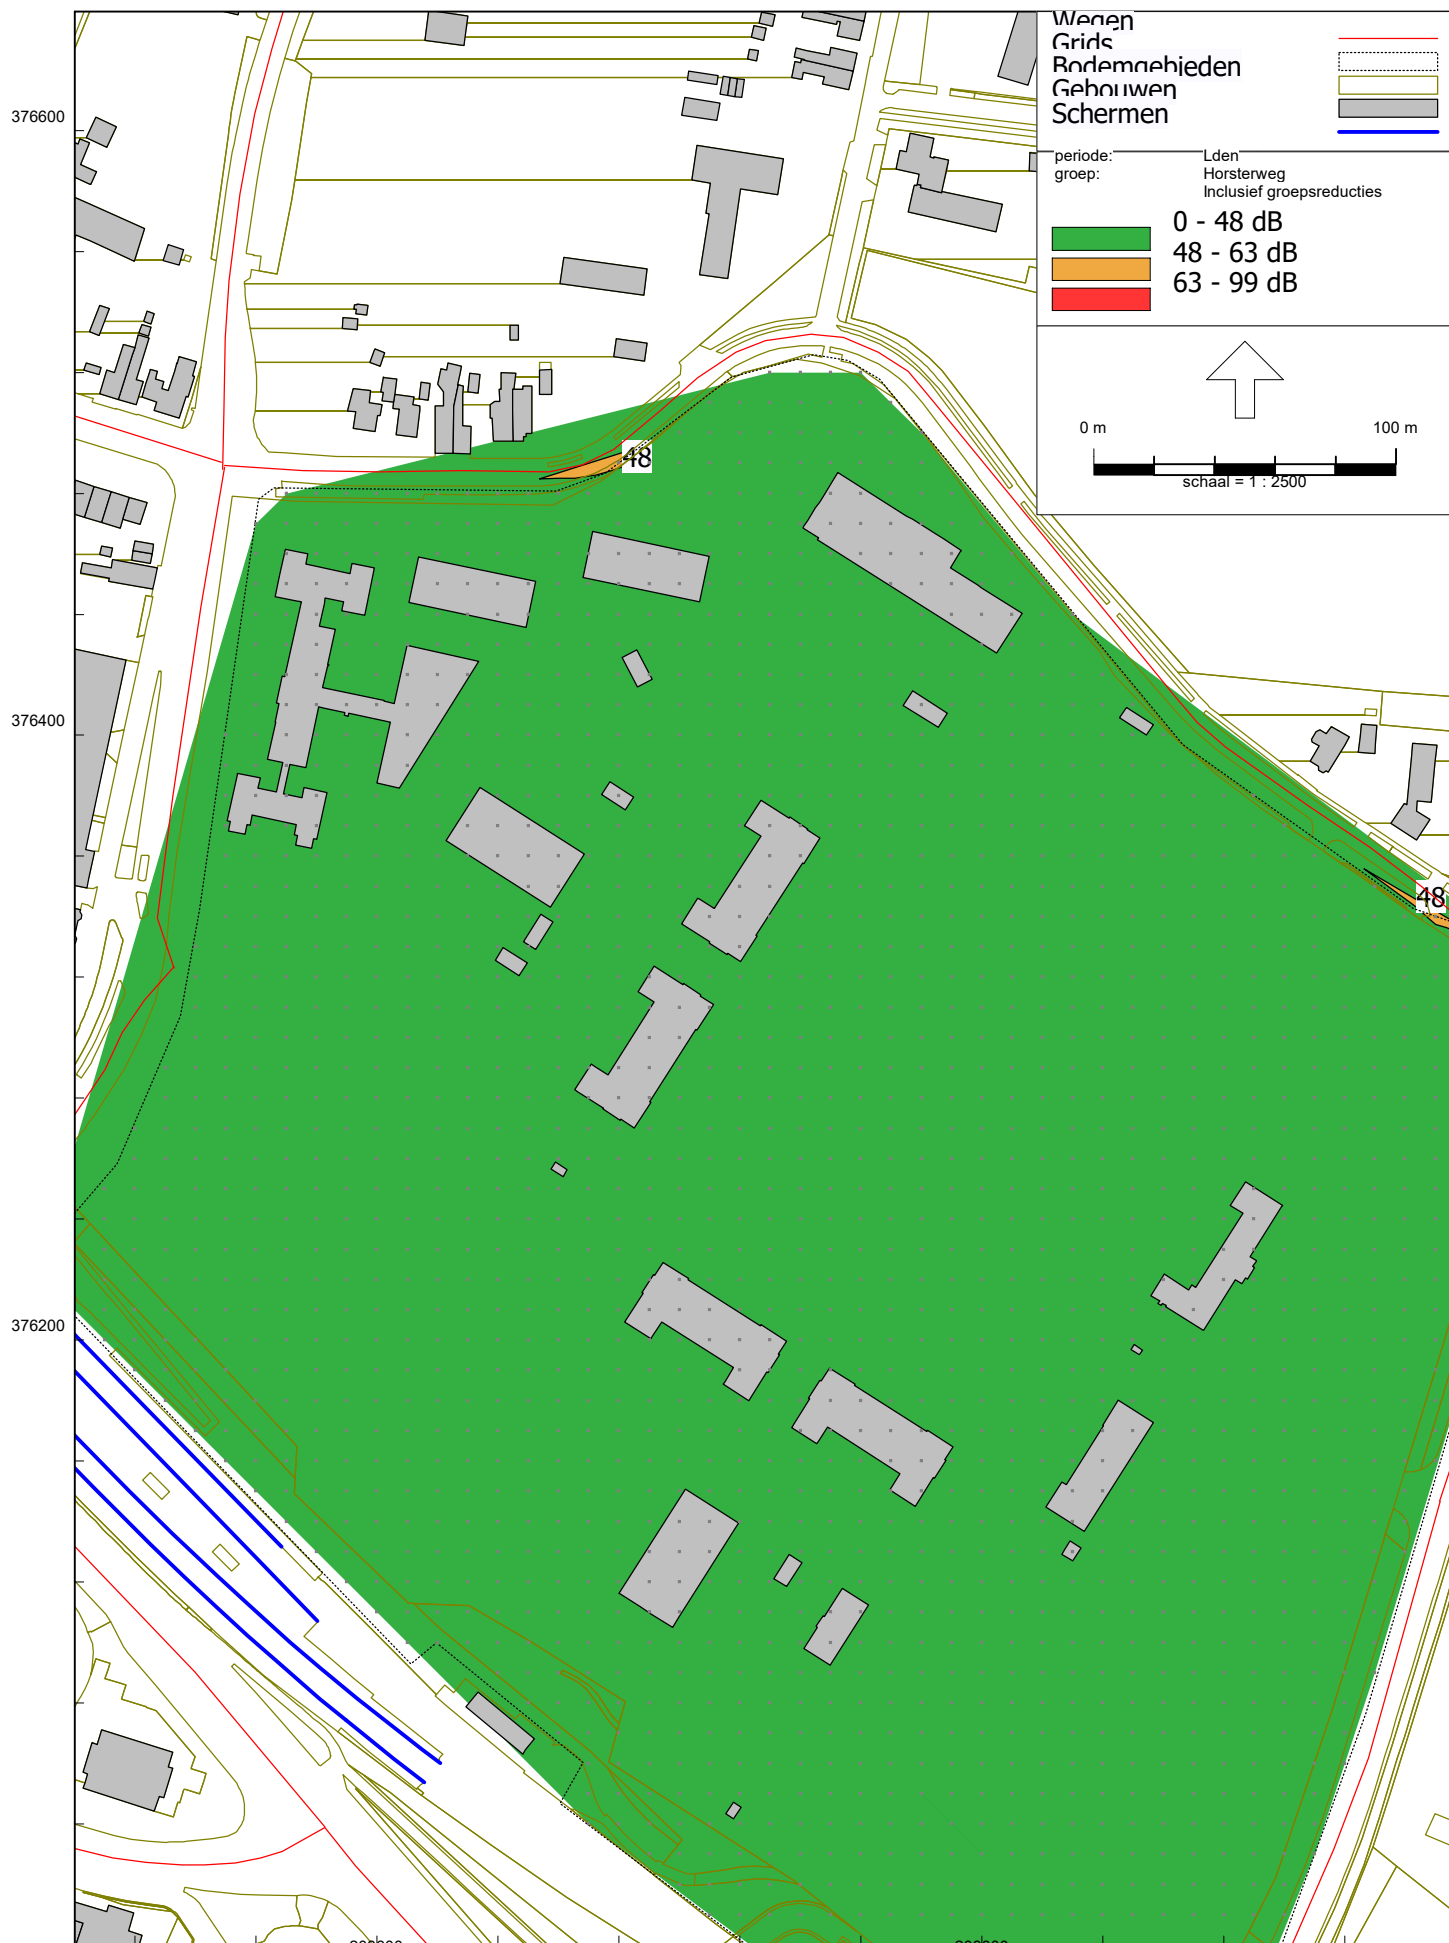 Wegen
Grids
Bodemgebieden
Gebouwen
Schermen
periode: Lden
groep: Horsterweg
Inclusief groepsreducties
0 - 48 dB
48 - 63 dB
63 - 99 dB
0 m 100 m
schaal = 1 : 2500
376600
48
376400
48
376200